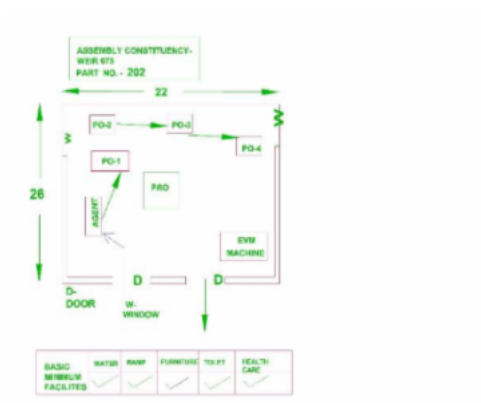 ASSEMBLY CONSTITUENCY-
WEIR 075
PART NO. - 202
22
W
PO-2
PO-3
W
PO-4
PO-1
26
PRO
AGENT
EVM
MACHINE
D
D
D-
DOOR
W-
WINDOW
BASIC
MINIMUM
FACILITES
WATER
RAMP
FURNITURE
TOILET
HEALTH
CARE